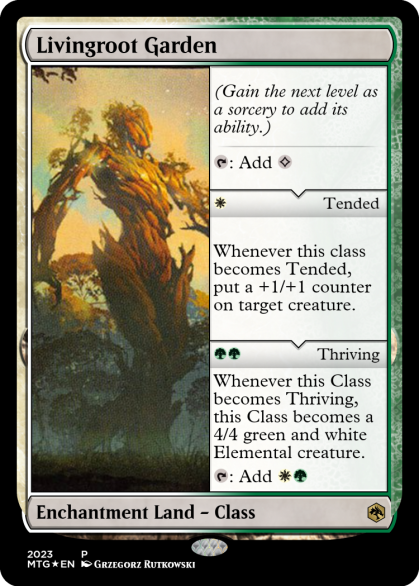 Livingroot Garden
(Gain the next level as
a sorcery to add its
ability.)
: Add
Tended
Whenever this class
becomes Tended,
put a +1/+1 counter
on target creature.
Thriving
Whenever this Class
becomes Thriving,
this Class becomes a
4/4 green and white
Elemental creature.
: Add
Enchantment Land – Class
2023 P
MTG★EN Grzegorz Rutkowski